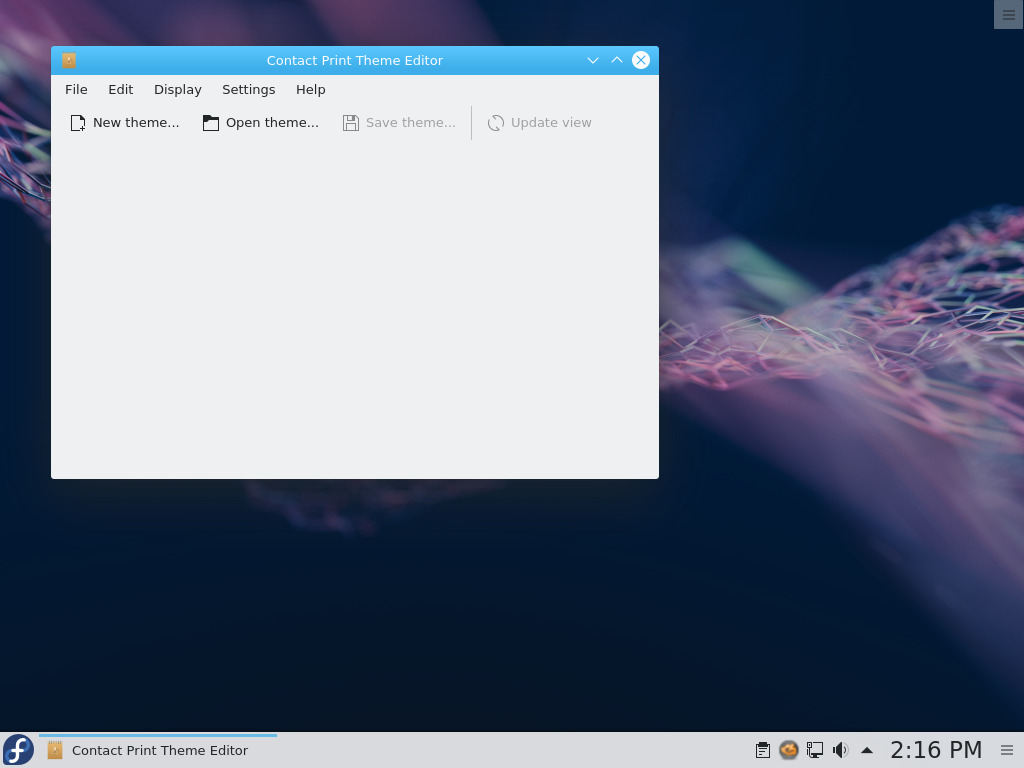 Contact Print Theme Editor
File Edit Display Settings Help
New theme... Open theme... Save theme... Update view
Contact Print Theme Editor 2:16 PM